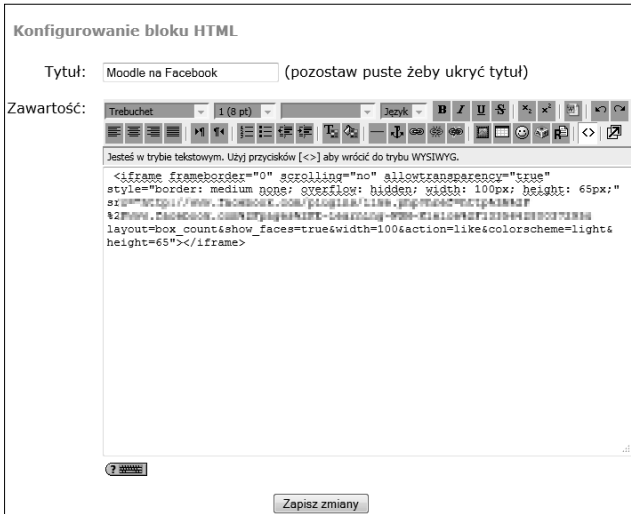 Konfigurowanie bloku HTML
Tytuł: Moodle na Facebook (pozostaw puste żeby ukryć tytuł)
Zawartość: Trebuchet 1 (8 pt) Język B I U S
Jesteś w trybie tekstowym. Użyj przycisków [<>] aby wrócić do trybu WYSIWYG.
<iframe frameborder="0" scrolling="no" allowtransparency="true"
style="border: medium none; overflow: hidden; width: 100px; height: 65px;"
layout=box_count&show_faces=true&width=100&action=like&colorscheme=light&
height=65"></iframe>
Zapisz zmiany